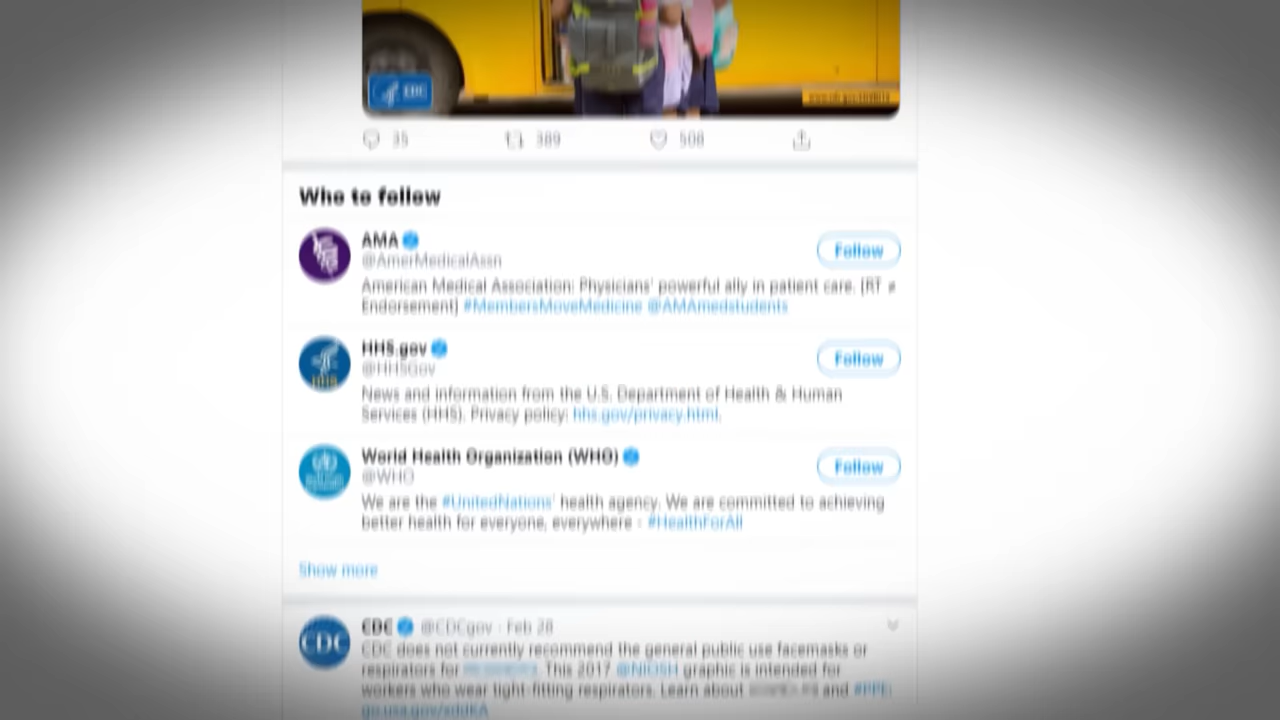 CDC
35 389 508
Who to follow
AMA
@AmerMedicalAssn
Follow
American Medical Association: Physicians' powerful ally in patient care. (RT ≠
Endorsement) #MembersMoveMedicine @AMAmedstudents
HHS.gov
@HHSGov
Follow
HHS
News and information from the U.S. Department of Health & Human
Services (HHS). Privacy policy: hhs.gov/privacy.html.
World Health Organization (WHO)
@WHO
Follow
We are the #UnitedNations' health agency. We are committed to achieving
better health for everyone, everywhere - #HealthForAll
Show more
CDC
CDC @CDCgov · Feb 28
CDC does not currently recommend the general public use facemasks or
respirators for This 2017 @NIOSH graphic is intended for
workers who wear tight-fitting respirators. Learn about and #PPE: